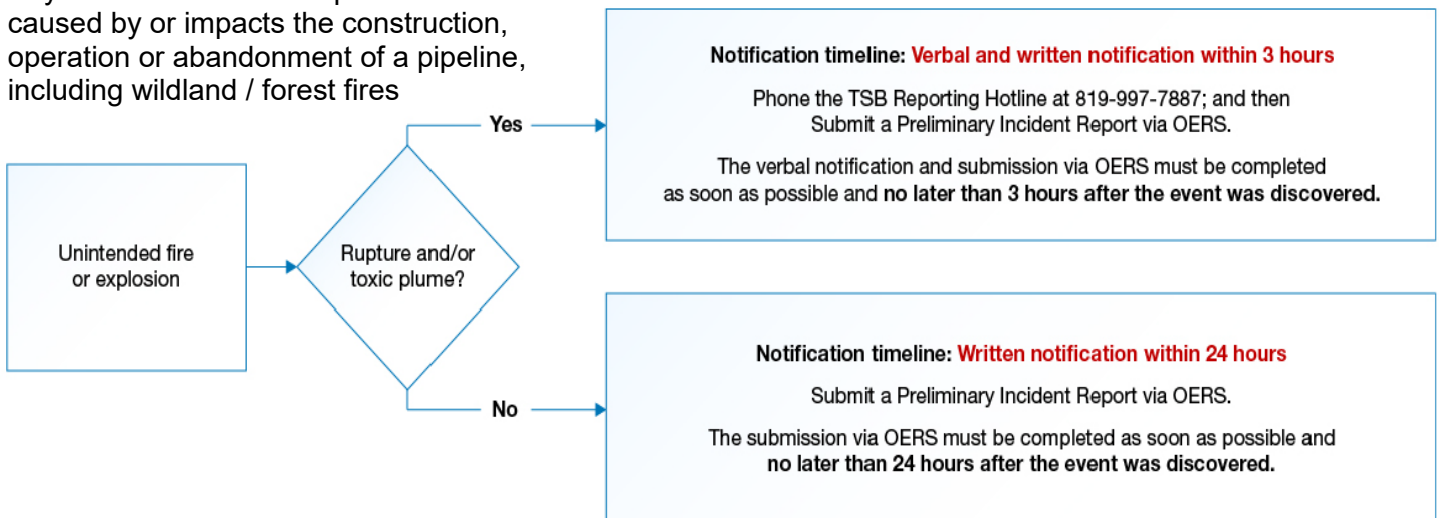 caused by or impacts the construction,
operation or abandonment of a pipeline,
including wildland / forest fires
Unintended fire
or explosion
Rupture and/or
toxic plume?
Yes
Notification timeline: Verbal and written notification within 3 hours
Phone the TSB Reporting Hotline at 819-997-7887; and then
Submit a Preliminary Incident Report via OERS.
The verbal notification and submission via OERS must be completed
as soon as possible and no later than 3 hours after the event was discovered.
No
Notification timeline: Written notification within 24 hours
Submit a Preliminary Incident Report via OERS.
The submission via OERS must be completed as soon as possible and
no later than 24 hours after the event was discovered.